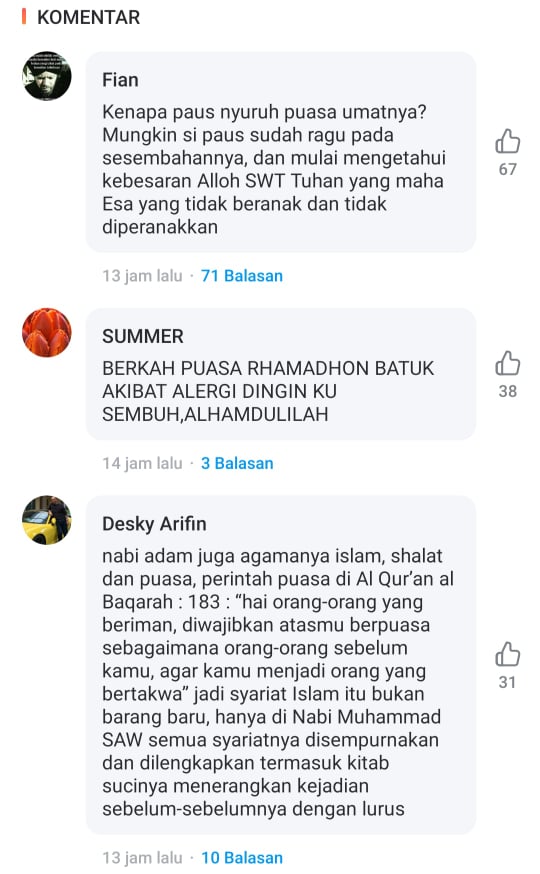 KOMENTAR
Fian
Kenapa paus nyuruh puasa umatnya?
Mungkin si paus sudah ragu pada
sesembahannya, dan mulai mengetahui
kebesaran Alloh SWT Tuhan yang maha
Esa yang tidak beranak dan tidak
diperanakkan
67
13 jam lalu · 71 Balasan
SUMMER
BERKAH PUASA RHAMADHON BATUK
AKIBAT ALERGI DINGIN KU
SEMBUH,ALHAMDULILAH
38
14 jam lalu · 3 Balasan
Desky Arifin
nabi adam juga agamanya islam, shalat
dan puasa, perintah puasa di Al Qur’an al
Baqarah : 183 : “hai orang-orang yang
beriman, diwajibkan atasmu berpuasa
sebagaimana orang-orang sebelum
kamu, agar kamu menjadi orang yang
bertakwa” jadi syariat Islam itu bukan
barang baru, hanya di Nabi Muhammad
SAW semua syariatnya disempurnakan
dan dilengkapkan termasuk kitab
sucinya menerangkan kejadian
sebelum-sebelumnya dengan lurus
31
13 jam lalu · 10 Balasan